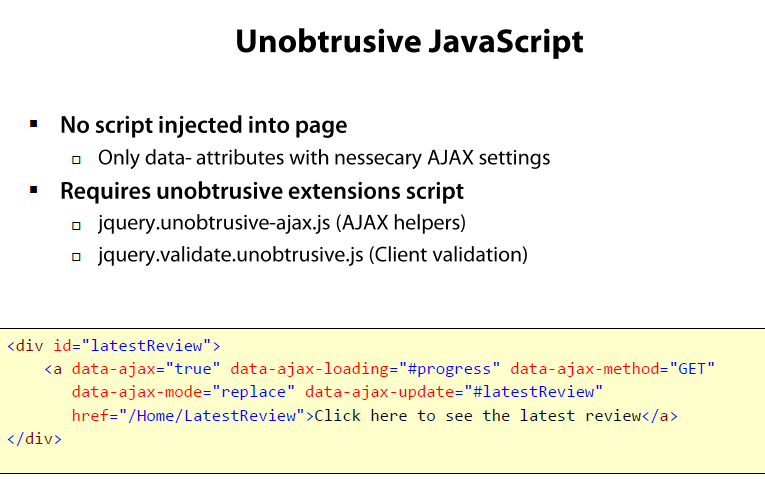 Unobtrusive JavaScript
No script injected into page
Only data- attributes with nessecary AJAX settings
Requires unobtrusive extensions script
jquery.unobtrusive-ajax.js (AJAX helpers)
jquery.validate.unobtrusive.js (Client validation)
<div id="latestReview">
<a data-ajax="true" data-ajax-loading="#progress" data-ajax-method="GET"
data-ajax-mode="replace" data-ajax-update="#latestReview"
href="/Home/LatestReview">Click here to see the latest review</a>
</div>